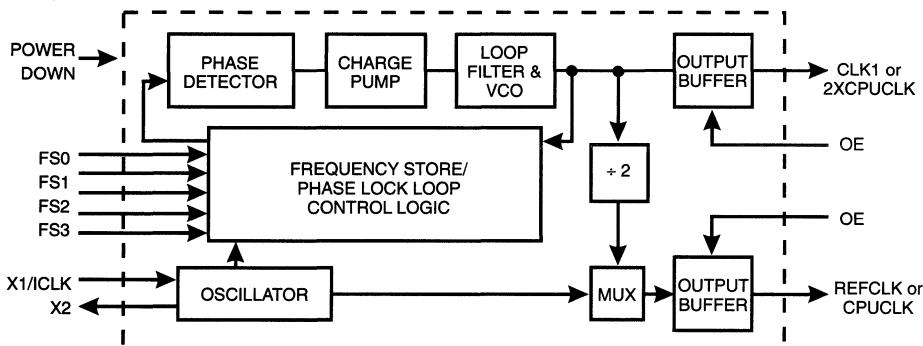 POWER
DOWN
PHASE
DETECTOR
CHARGE
PUMP
LOOP
FILTER &
VCO
OUTPUT
BUFFER
CLK1 or
2XCPUCLK
OE
FS0
FS1
FS2
FS3
FREQUENCY STORE/
PHASE LOCK LOOP
CONTROL LOGIC
÷ 2
OE
X1/ICLK
X2
OSCILLATOR
MUX
OUTPUT
BUFFER
REFCLK or
CPUCLK